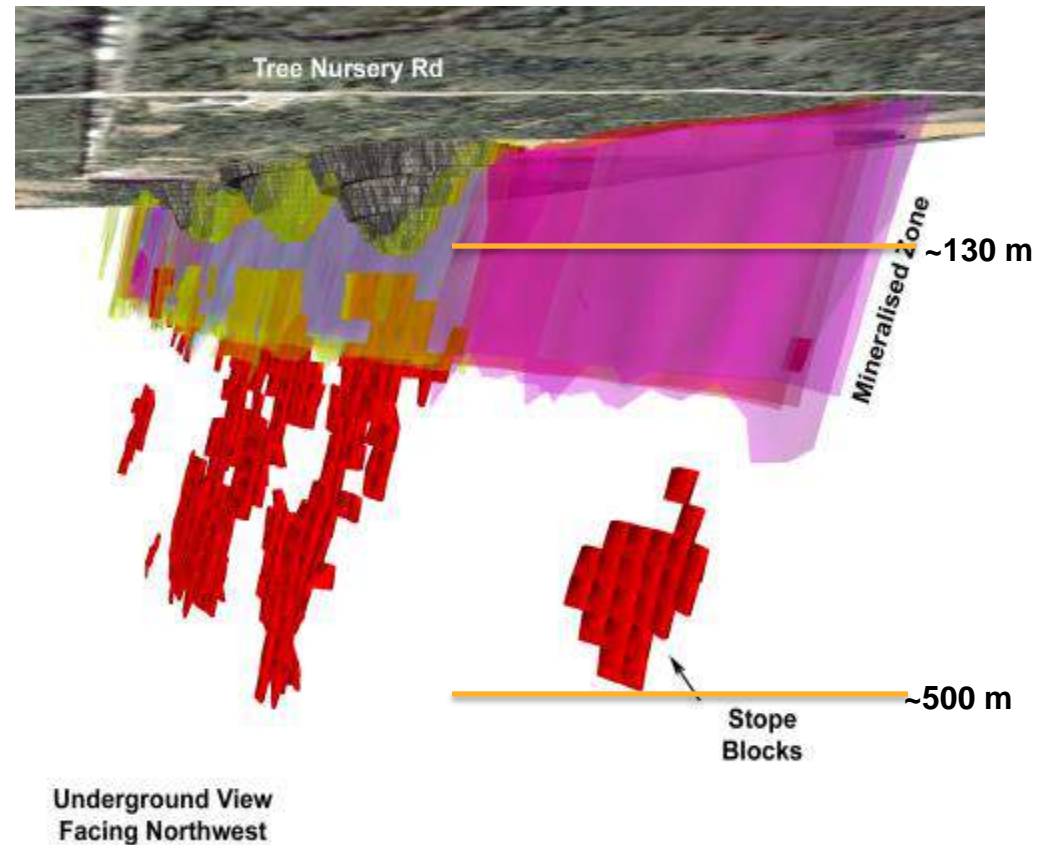 Tree Nursery Rd
~130 m
Mineralised Zone
~500 m
Stope
Blocks
Underground View
Facing Northwest